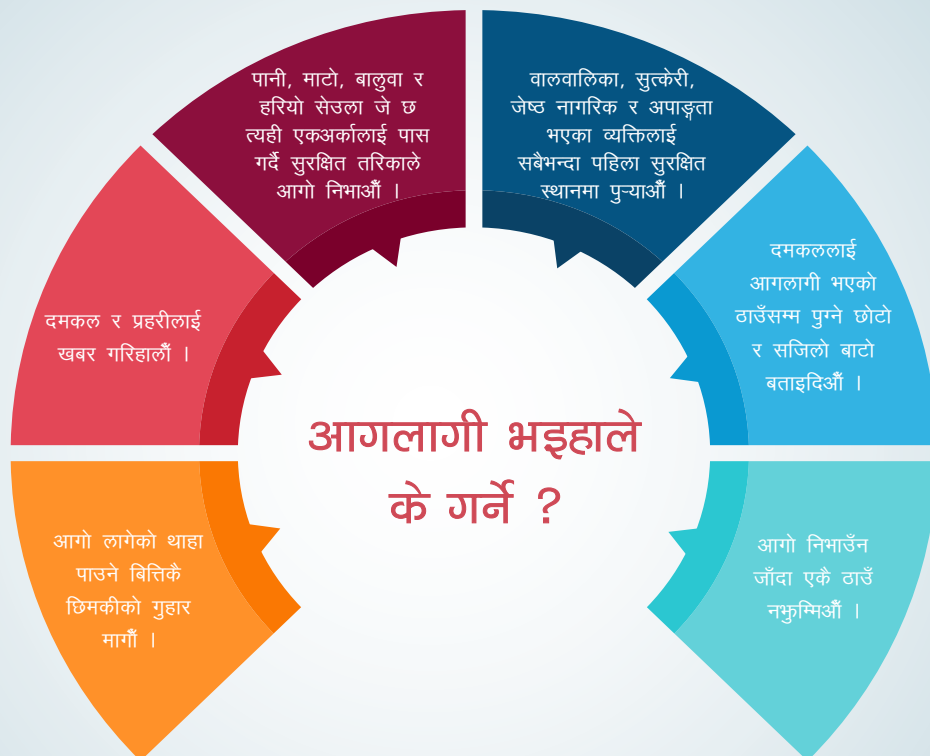 आगलागी भइहाले
के गर्ने ?
आगो लागेको थाहा
पाउने बित्तिकै
छिमकीको गुहार
मागौँ ।
दमकल र प्रहरीलाई
खबर गरिहालौँ ।
पानी, माटो, बालुवा र
हरियो सेउला जे छ
त्यही एकअर्कालाई पास
गर्दै सुरक्षित तरिकाले
आगो निभाऔँ ।
वालवालिका, सुत्केरी,
जेष्ठ नागरिक र अपाङ्गता
भएका व्यक्तिलाई
सबैभन्दा पहिला सुरक्षित
स्थानमा पुऱ्याऔँ ।
दमकललाई
आगलागी भएको
ठाउँसम्म पुग्ने छोटो
र सजिलो बाटो
बताइदिऔँ ।
आगो निभाउँन
जाँदा एकै ठाउँ
नझुम्मिऔँ ।